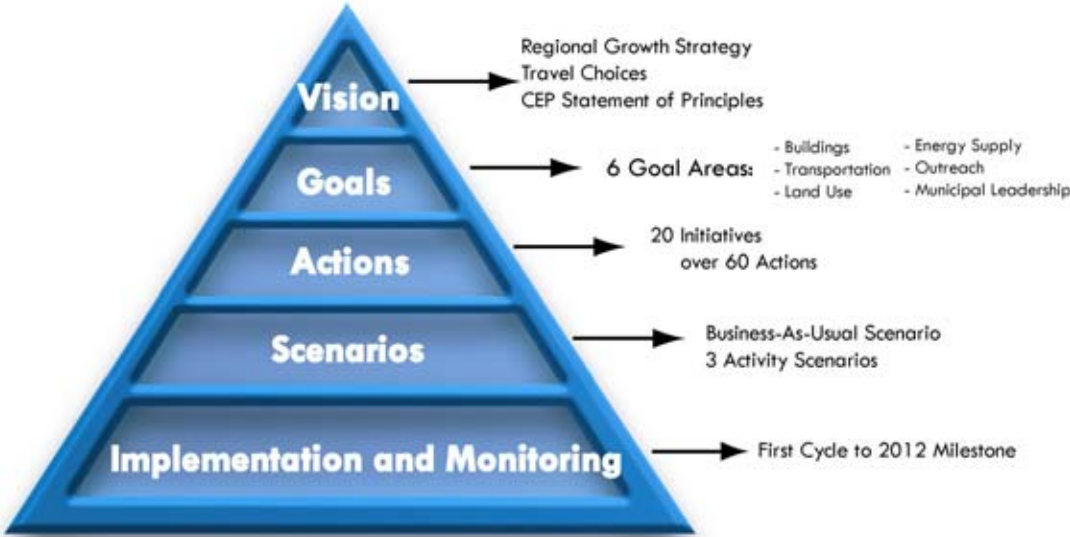 Vision
Regional Growth Strategy
Travel Choices
CEP Statement of Principles
Goals
6 Goal Areas:
- Buildings
- Transportation
- Land Use
- Energy Supply
- Outreach
- Municipal Leadership
Actions
20 Initiatives
over 60 Actions
Scenarios
Business-As-Usual Scenario
3 Activity Scenarios
Implementation and Monitoring
First Cycle to 2012 Milestone